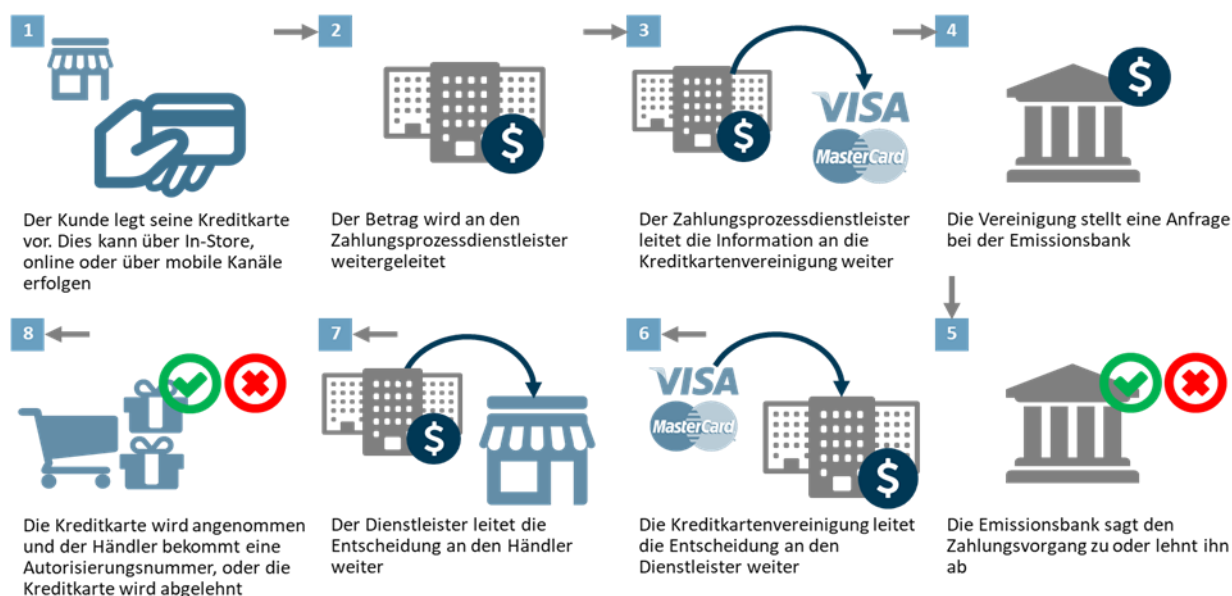 1
Der Kunde legt seine Kreditkarte
vor. Dies kann über In-Store,
online oder über mobile Kanäle
erfolgen
2
$
Der Betrag wird an den
Zahlungsprozessdienstleister
weitergeleitet
3
$
VISA
MasterCard
Der Zahlungsprozessdienstleister
leitet die Information an die
Kreditkartenvereinigung weiter
4
$
Die Vereinigung stellt eine Anfrage
bei der Emissionsbank
5
Die Emissionsbank sagt den
Zahlungsvorgang zu oder lehnt ihn
ab
6
VISA
MasterCard
$
Die Kreditkartenvereinigung leitet
die Entscheidung an den
Dienstleister weiter
7
$
Der Dienstleister leitet die
Entscheidung an den Händler
weiter
8
Die Kreditkarte wird angenommen
und der Händler bekommt eine
Autorisierungsnummer, oder die
Kreditkarte wird abgelehnt